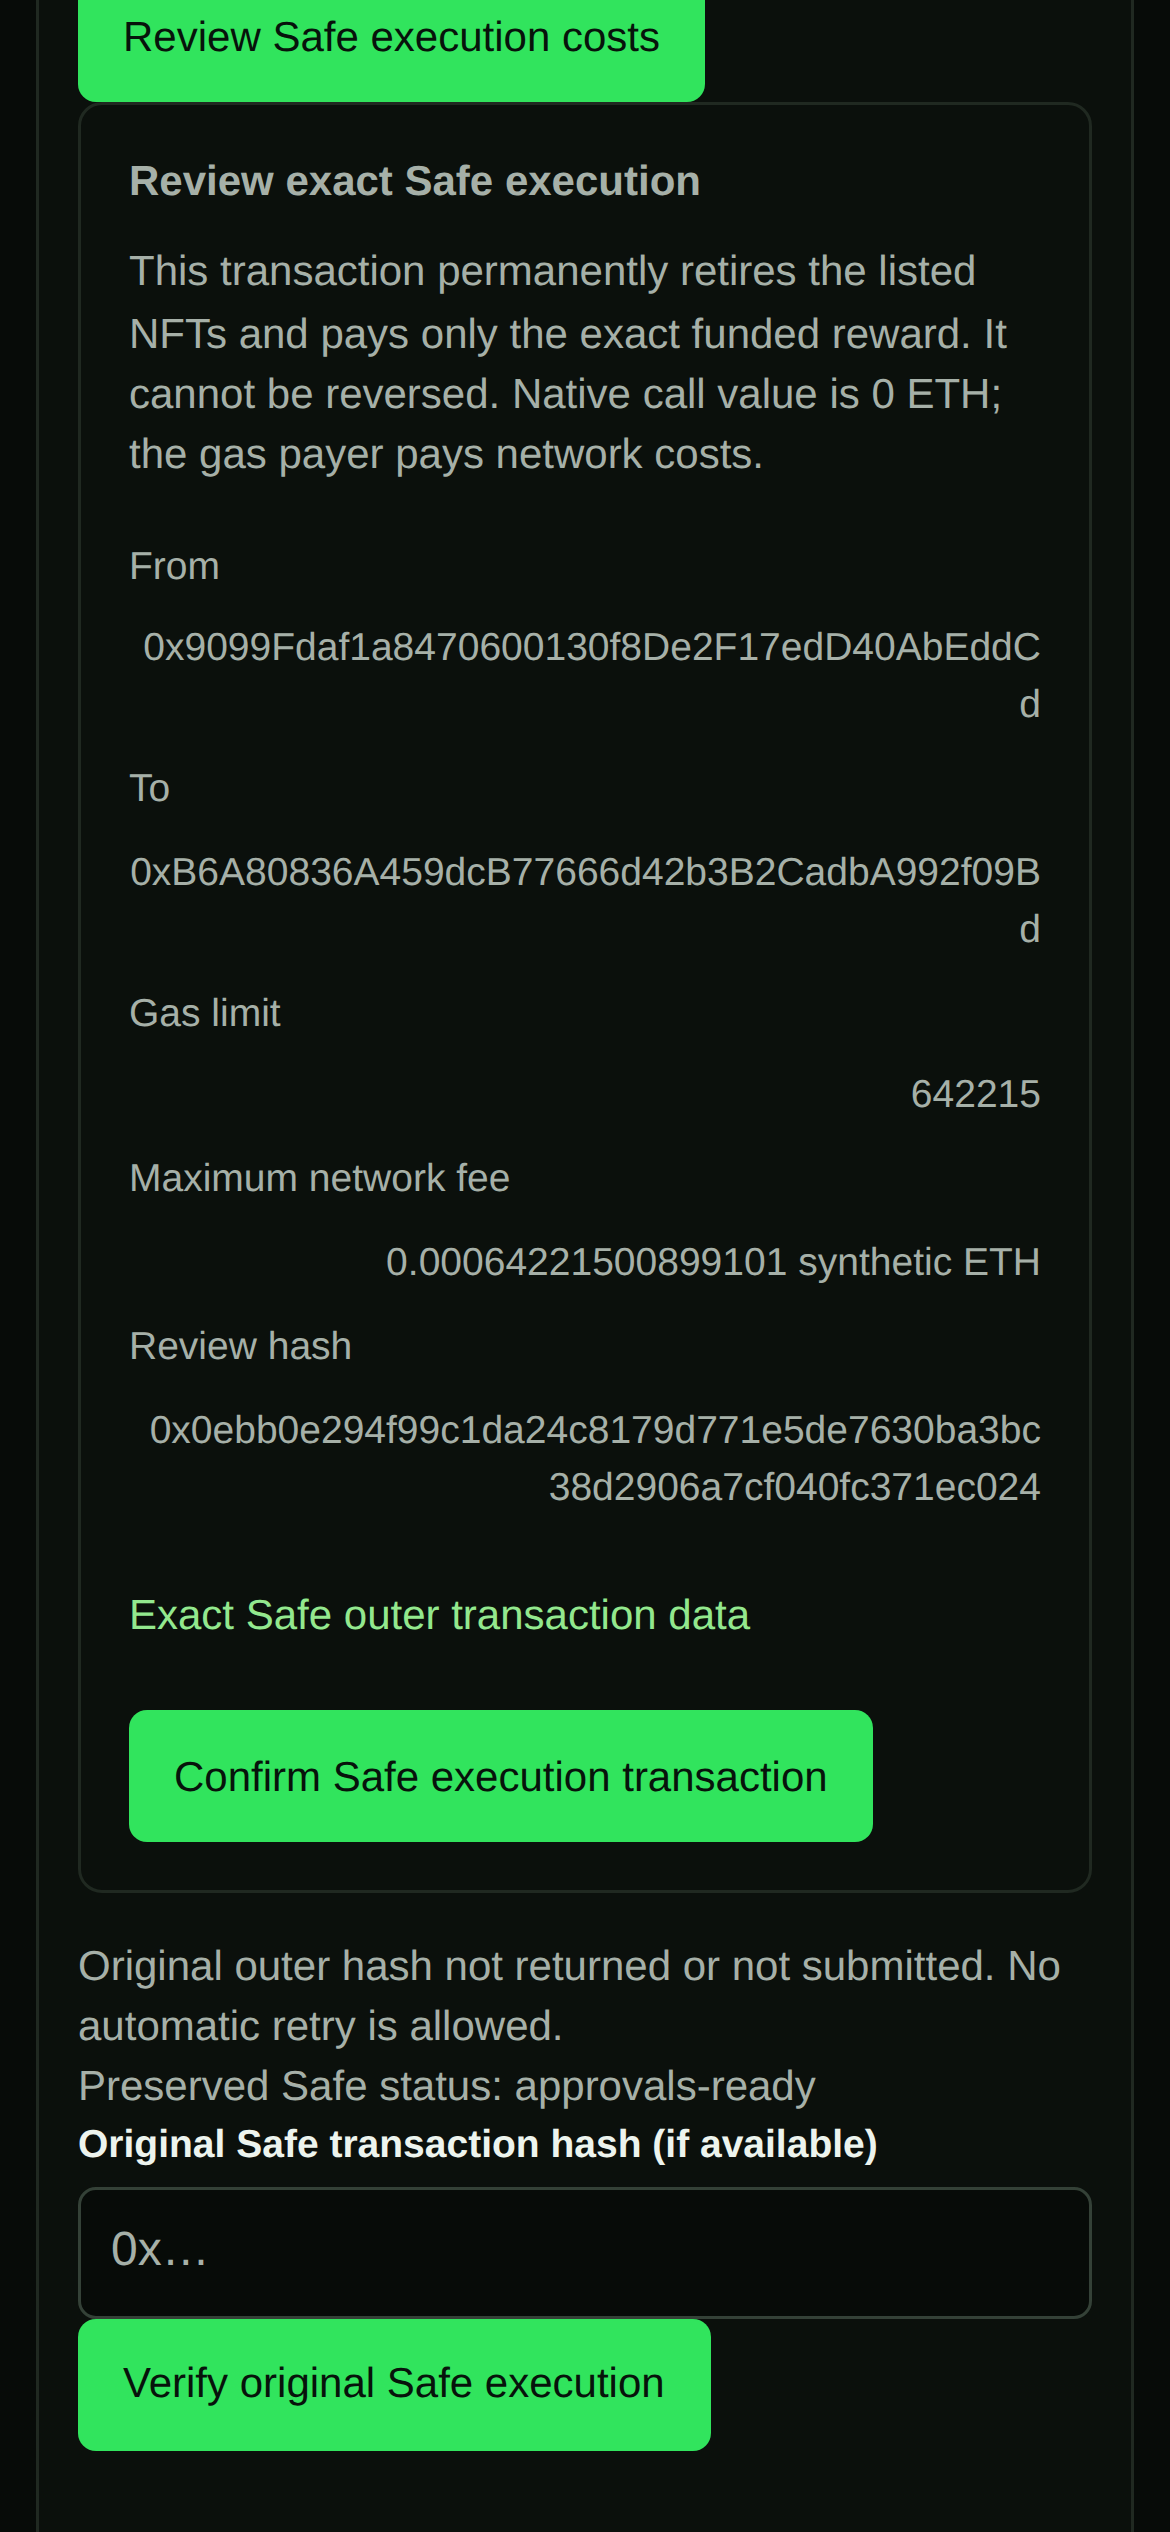 Review Safe execution costs
Review exact Safe execution
This transaction permanently retires the listed
NFTs and pays only the exact funded reward. It
cannot be reversed. Native call value is 0 ETH;
the gas payer pays network costs.
From
0x9099Fdaf1a8470600130f8De2F17edD40AbEddC
d
To
0xB6A80836A459dcB77666d42b3B2CadbA992f09B
d
Gas limit
642215
Maximum network fee
0.00064221500899101 synthetic ETH
Review hash
0x0ebb0e294f99c1da24c8179d771e5de7630ba3bc
38d2906a7cf040fc371ec024
Exact Safe outer transaction data
Confirm Safe execution transaction
Original outer hash not returned or not submitted. No
automatic retry is allowed.
Preserved Safe status: approvals-ready
Original Safe transaction hash (if available)
0x…
Verify original Safe execution